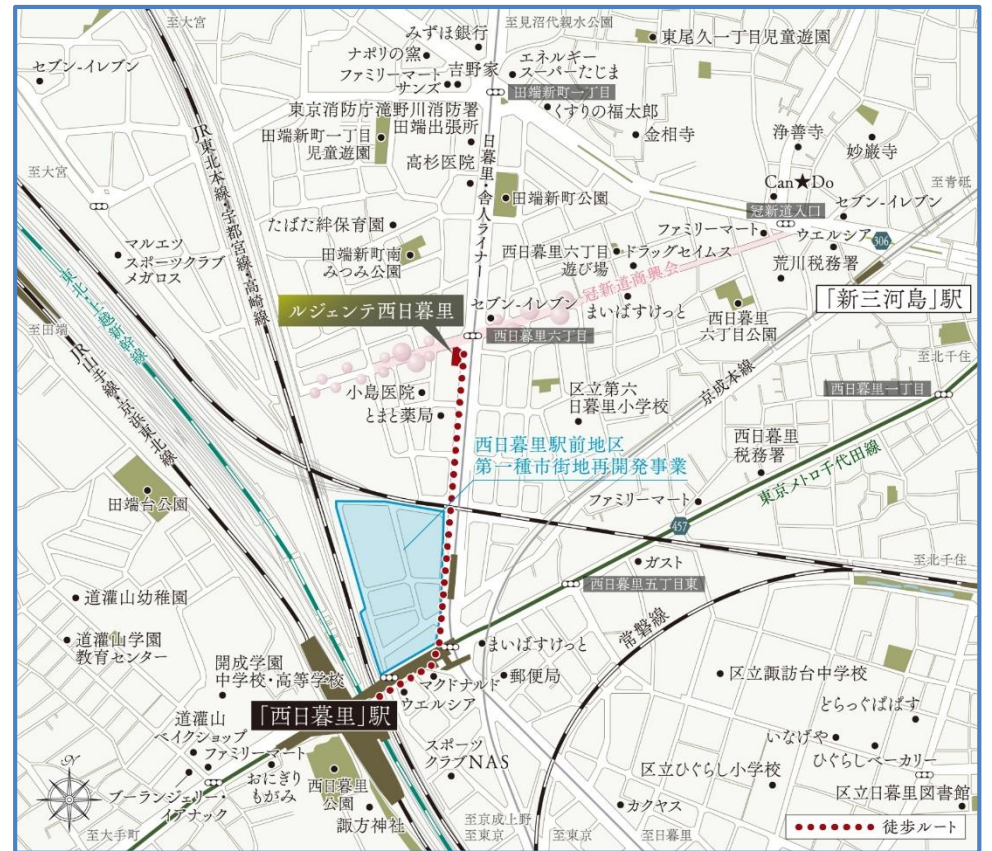 至大宮
みずほ銀行
至見沼代親水公園
東尾久一丁目児童遊園
セブン-イレブン
ナポリの窯
ファミリーマート
サンズ
吉野家
エネルギー
スーパーたじま
田端新町一丁目
くすりの福太郎
東京消防庁滝野川消防署
田端出張所
田端新町一丁目
児童遊園
高杉医院
金相寺
浄善寺
妙巌寺
至大宮
JR東北本線・宇都宮線・高崎線
日暮里・舎人ライナー
Can★Do
至青砥
田端新町公園
冠新道入口
セブン-イレブン
たばた絆保育園
ファミリーマート
ウエルシア
306
マルエツ
スポーツクラブ
メガロス
田端新町南
みつみ公園
西日暮里六丁目
遊び場
ドラッグセイムス
荒川税務署
冠新道商興会
「新三河島」駅
東北・上越新幹線
ルジェンテ西日暮里
セブン-イレブン
まいばすけっと
西日暮里
六丁目公園
至田端
西日暮里六丁目
JR山手線・京浜東北線
京成本線
至北千住
小島医院
とまと薬局
区立第六
日暮里小学校
西日暮里一丁目
西日暮里駅前地区
第一種市街地再開発事業
西日暮里
税務署
東京メトロ千代田線
田端台公園
ファミリーマート
457
ガスト
至北千住
西日暮里五丁目東
道灌山幼稚園
常磐線
道灌山学園
教育センター
まいばすけっと
開成学園
中学校・高等学校
マクドナルド
郵便局
区立諏訪台中学校
ウエルシア
「西日暮里」駅
とらっぐぱぱす
道灌山
ベイクショップ
ファミリーマート
スポーツ
クラブNAS
いなげや
おにぎり
もがみ
西日暮里
公園
区立ひぐらし小学校
ひぐらしベーカリー
ブーランジェリー・
イアナック
諏方神社
カクヤス
区立日暮里図書館
至大手町
至京成上野
至東京
至東京
至日暮里
徒歩ルート
N